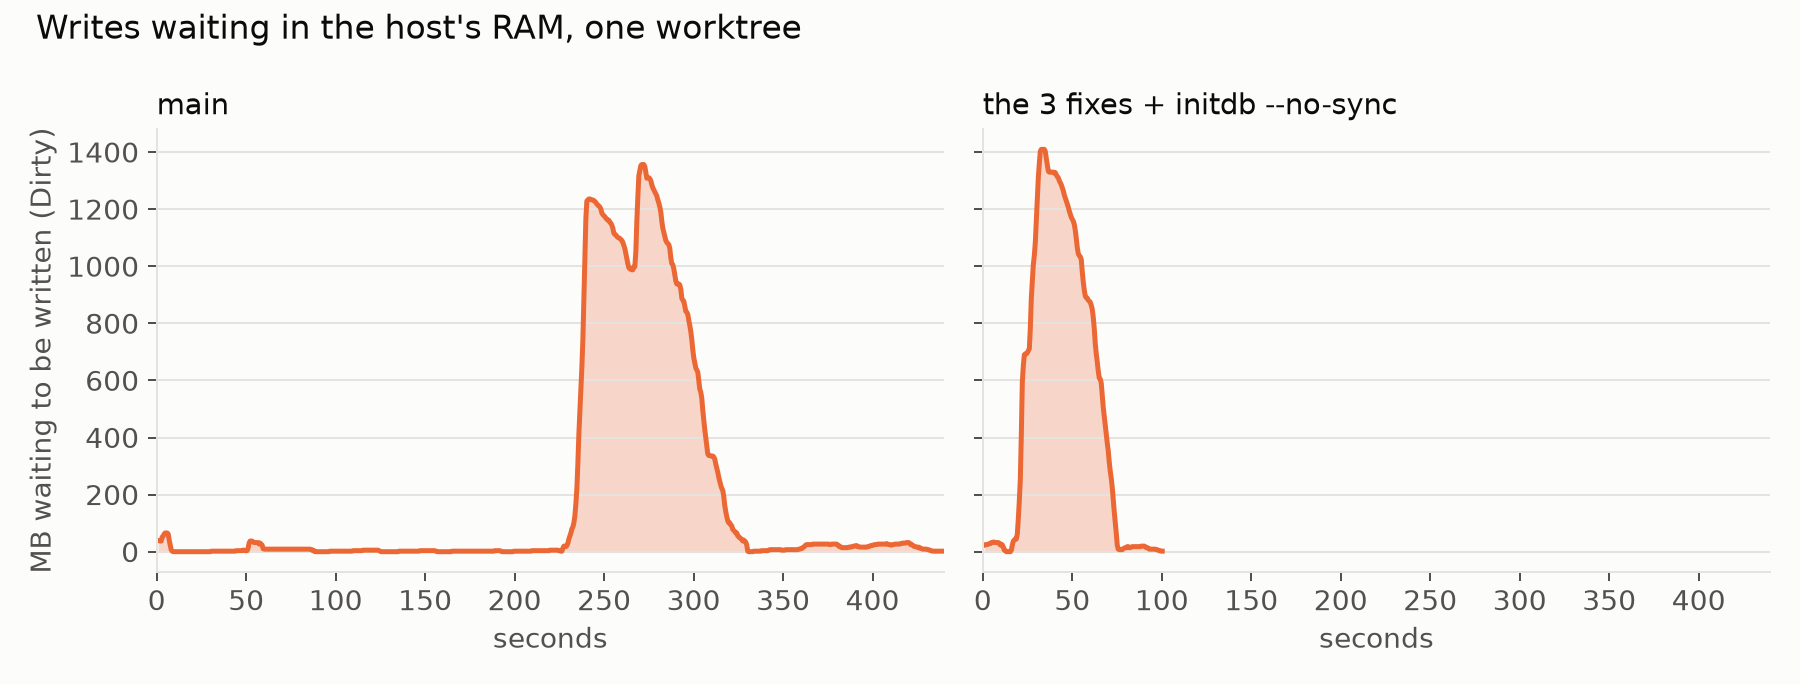 Writes waiting in the host's RAM, one worktree
main
the 3 fixes + initdb --no-sync
MB waiting to be written (Dirty)
1400
1200
1000
800
600
400
200
0
0 50 100 150 200 250 300 350 400
0 50 100 150 200 250 300 350 400
seconds
seconds